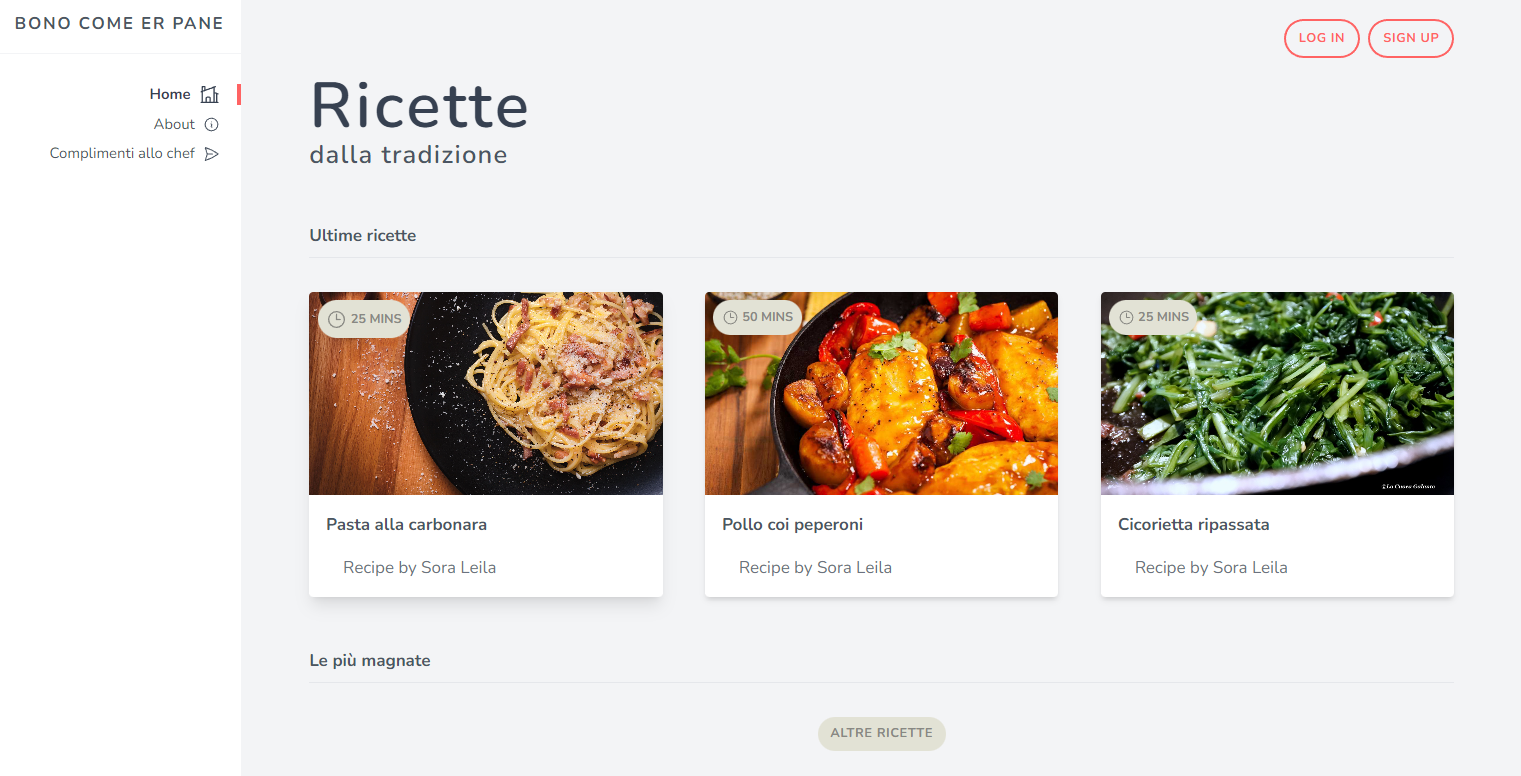 BONO COME ER PANE
LOG IN
SIGN UP
Home
About
Complimenti allo chef
Ricette
dalla tradizione
Ultime ricette
25 MINS
50 MINS
25 MINS
Pasta alla carbonara
Pollo coi peperoni
Cicorietta ripassata
Recipe by Sora Leila
Recipe by Sora Leila
Recipe by Sora Leila
Le più magnate
ALTRE RICETTE